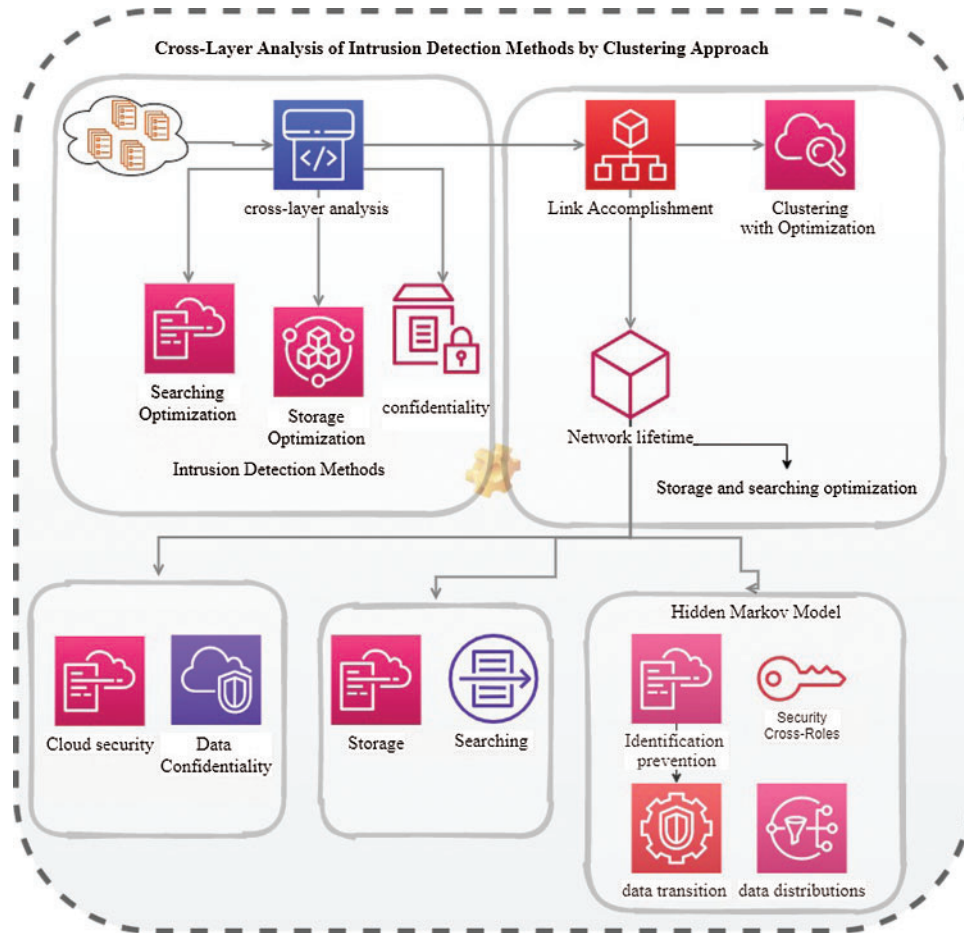 Cross-Layer Analysis of Intrusion Detection Methods by Clustering Approach
</>
cross-layer analysis
Link Accomplishment
Clustering
with Optimization
Searching
Optimization
Storage
Optimization
confidentiality
Intrusion Detection Methods
Network lifetime
Storage and searching optimization
Cloud security
Data
Confidentiality
Storage
Searching
Hidden Markov Model
Identification
prevention
Security
Cross-Roles
data transition
data distributions